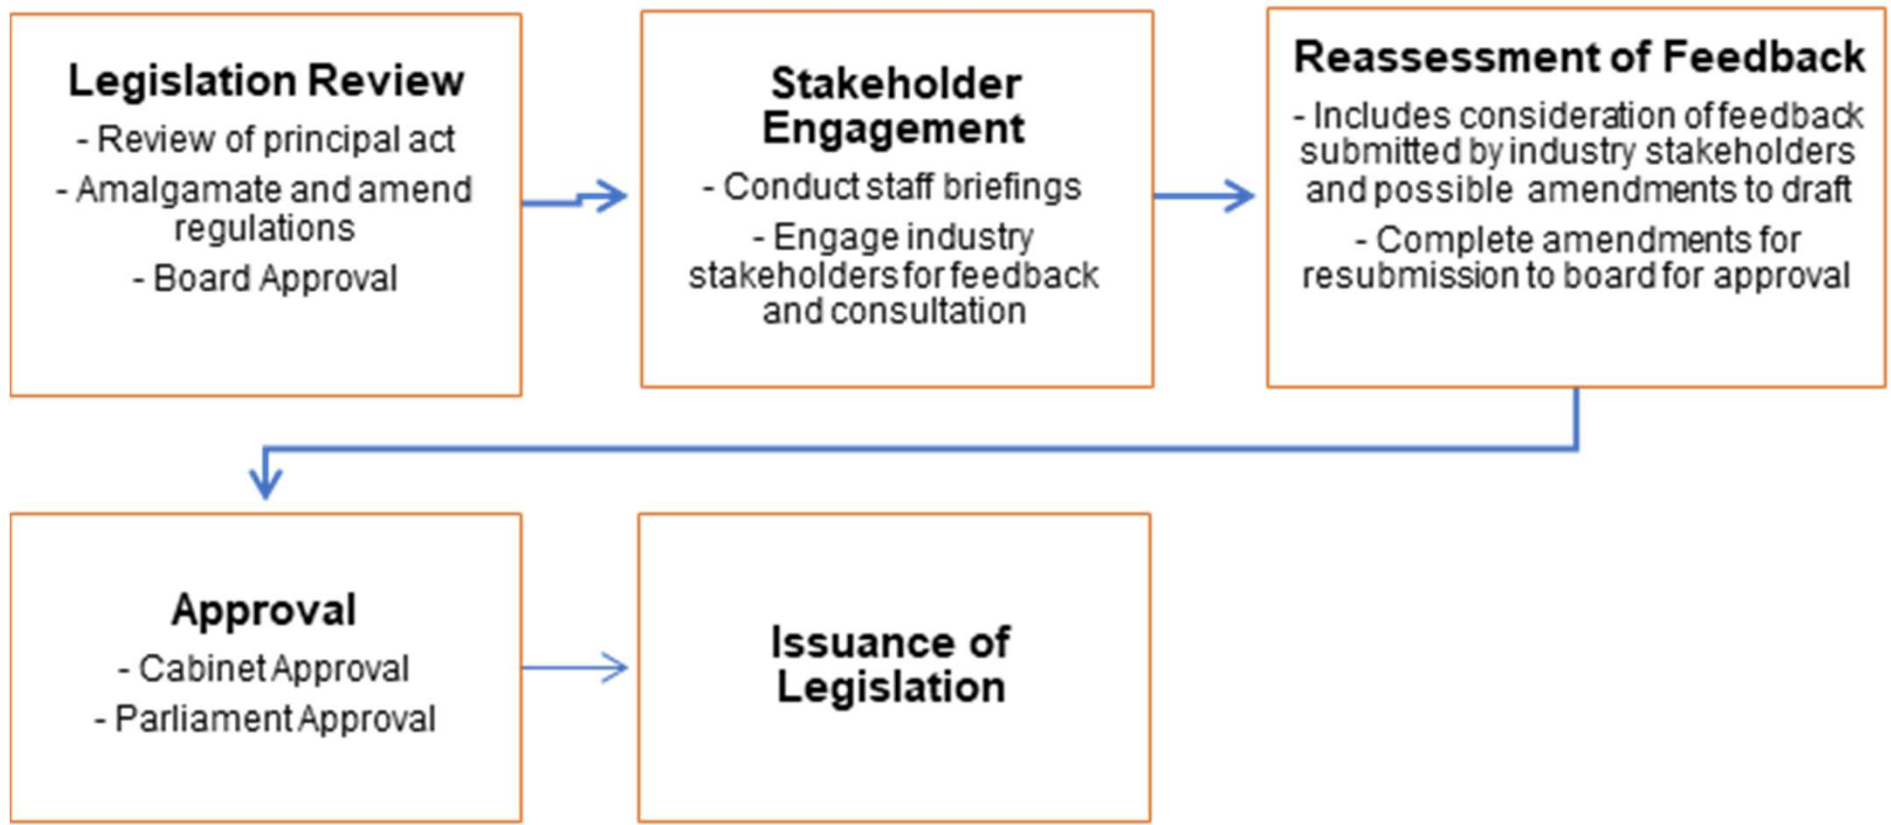 Legislation Review
- Review of principal act
- Amalgamate and amend
regulations
- Board Approval
Stakeholder
Engagement
- Conduct staff briefings
- Engage industry
stakeholders for feedback
and consultation
Reassessment of Feedback
- Includes consideration of feedback
submitted by industry stakeholders
and possible amendments to draft
- Complete amendments for
resubmission to board for approval
Approval
- Cabinet Approval
- Parliament Approval
Issuance of
Legislation